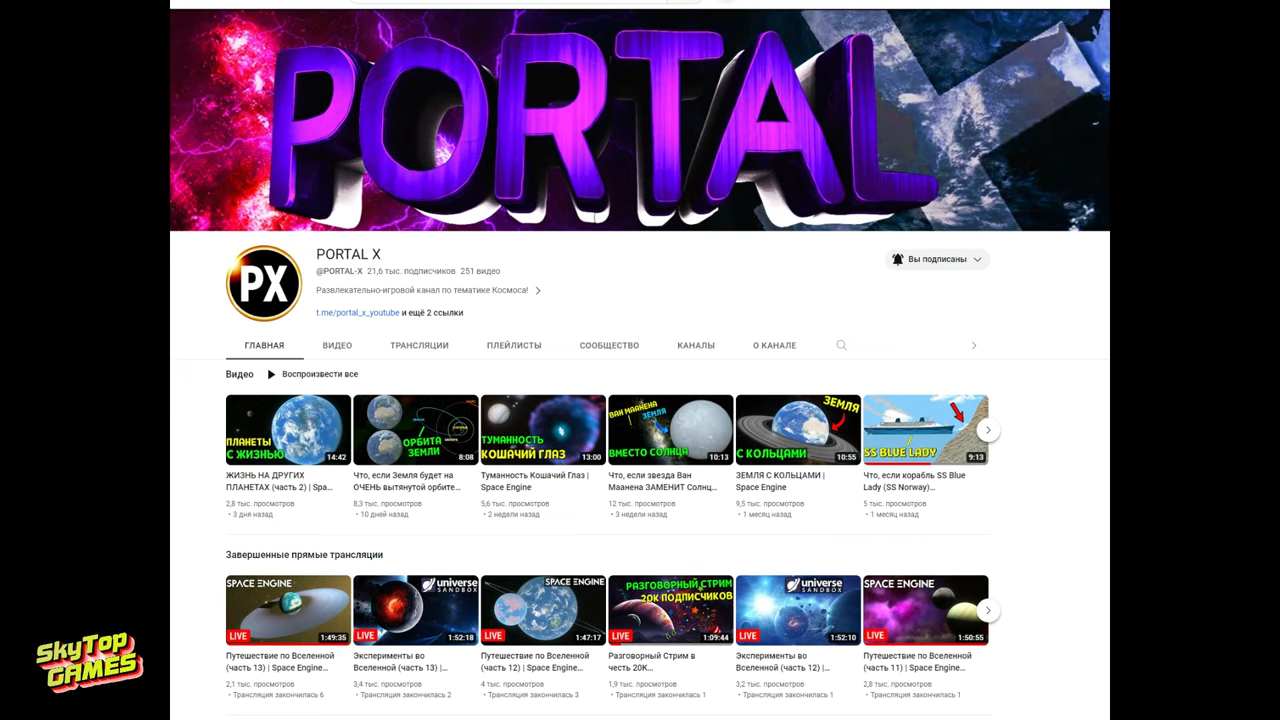 PORTAL
PX
PORTAL X
@PORTAL-X 21,6 тыс. подписчиков 251 видео
Развлекательно-игровой канал по тематике Космоса!
t.me/portal_x_youtube и ещё 2 ссылки
Вы подписаны
ГЛАВНАЯ ВИДЕО ТРАНСЛЯЦИИ ПЛЕЙЛИСТЫ СООБЩЕСТВО КАНАЛЫ О КАНАЛЕ
Видео Воспроизвести все
ПЛАНЕТЫ
С ЖИЗНЬЮ
14:42
ОРБИТА
ЗЕМЛИ
8:08
ТУМАННОСТЬ
КОШАЧИЙ ГЛАЗ
13:00
ВАН МААНЕНА
ЗЕМЛЯ
ВМЕСТО СОЛНЦА
10:13
ЗЕМЛЯ
С КОЛЬЦАМИ
10:55
SS BLUE LADY
9:13
ЖИЗНЬ НА ДРУГИХ
ПЛАНЕТАХ (часть 2) | Spa...
2,8 тыс. просмотров
• 3 дня назад
Что, если Земля будет на
ОЧЕНЬ вытянутой орбите...
8,3 тыс. просмотров
• 10 дней назад
Туманность Кошачий Глаз |
Space Engine
5,6 тыс. просмотров
• 2 недели назад
Что, если звезда Ван
Маанена ЗАМЕНИТ Солнц...
12 тыс. просмотров
• 3 недели назад
ЗЕМЛЯ С КОЛЬЦАМИ |
Space Engine
9,5 тыс. просмотров
• 1 месяц назад
Что, если корабль SS Blue
Lady (SS Norway)...
5 тыс. просмотров
• 1 месяц назад
Завершенные прямые трансляции
SPACE ENGINE
LIVE
1:49:35
universe
SANDBOX
LIVE
1:52:18
SPACE ENGINE
LIVE
1:47:17
РАЗГОВОРНЫЙ СТРИМ
20К ПОДПИСЧИКОВ
LIVE
1:09:44
universe
SANDBOX
LIVE
1:52:10
SPACE ENGINE
LIVE
1:50:55
Путешествие по Вселенной
(часть 13) | Space Engine...
2,1 тыс. просмотров
• Трансляция закончилась 6
Эксперименты во
Вселенной (часть 13) |...
3,4 тыс. просмотров
• Трансляция закончилась 2
Путешествие по Вселенной
(часть 12) | Space Engine...
4 тыс. просмотров
• Трансляция закончилась 3
Разговорный Стрим в
честь 20K...
1,9 тыс. просмотров
• Трансляция закончилась 1
Эксперименты во
Вселенной (часть 12) |...
3,2 тыс. просмотров
• Трансляция закончилась 1
Путешествие по Вселенной
(часть 11) | Space Engine...
2,8 тыс. просмотров
• Трансляция закончилась 1
SkyTop
GAMES